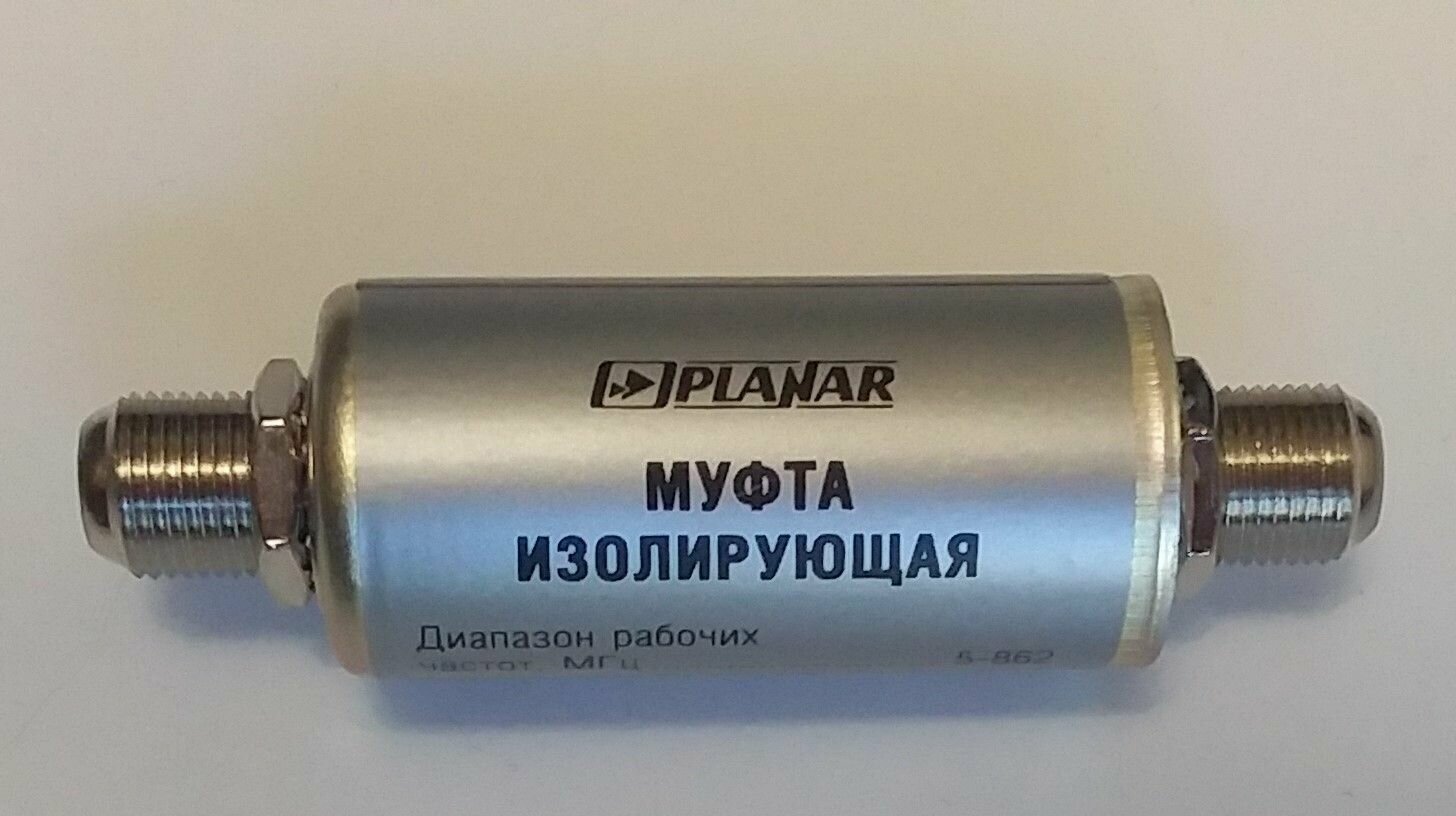 PLANAR
МУФТА
ИЗОЛИРУЮЩАЯ
Диапазон рабочих
частот МГц 5-862